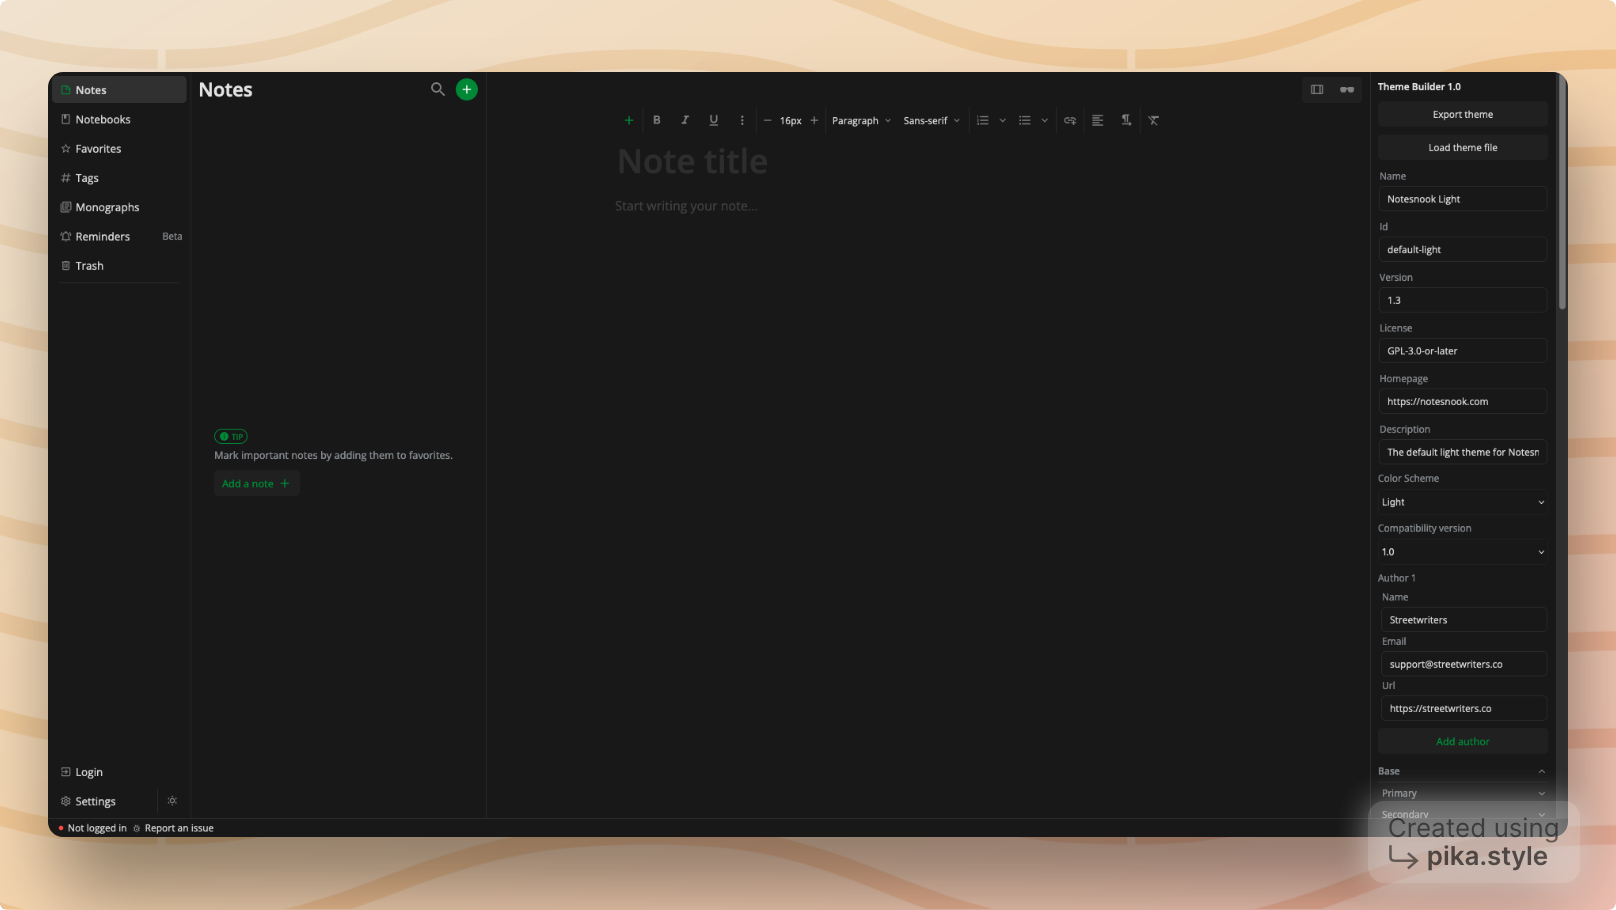 Notes
Notebooks
Favorites
Tags
Monographs
Reminders Beta
Trash
Login
Settings
Not logged in Report an issue
Notes
TIP
Mark important notes by adding them to favorites.
Add a note
B I U 16px Paragraph Sans-serif
Note title
Start writing your note...
Theme Builder 1.0
Export theme
Load theme file
Name
Notesnook Light
Id
default-light
Version
1.3
License
GPL-3.0-or-later
Homepage
https://notesnook.com
Description
The default light theme for Notesn
Color Scheme
Light
Compatibility version
1.0
Author 1
Name
Streetwriters
Email
support@streetwriters.co
Url
https://streetwriters.co
Add author
Base
Primary
Secondary
Created using
pika.style